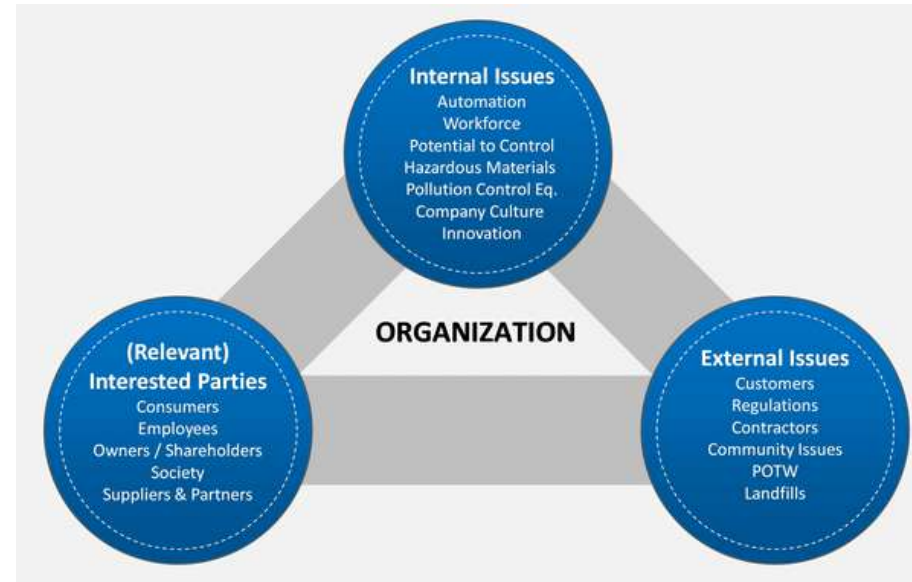 Internal Issues
Automation
Workforce
Potential to Control
Hazardous Materials
Pollution Control Eq.
Company Culture
Innovation
ORGANIZATION
(Relevant)
Interested Parties
Consumers
Employees
Owners / Shareholders
Society
Suppliers & Partners
External Issues
Customers
Regulations
Contractors
Community Issues
POTW
Landfills